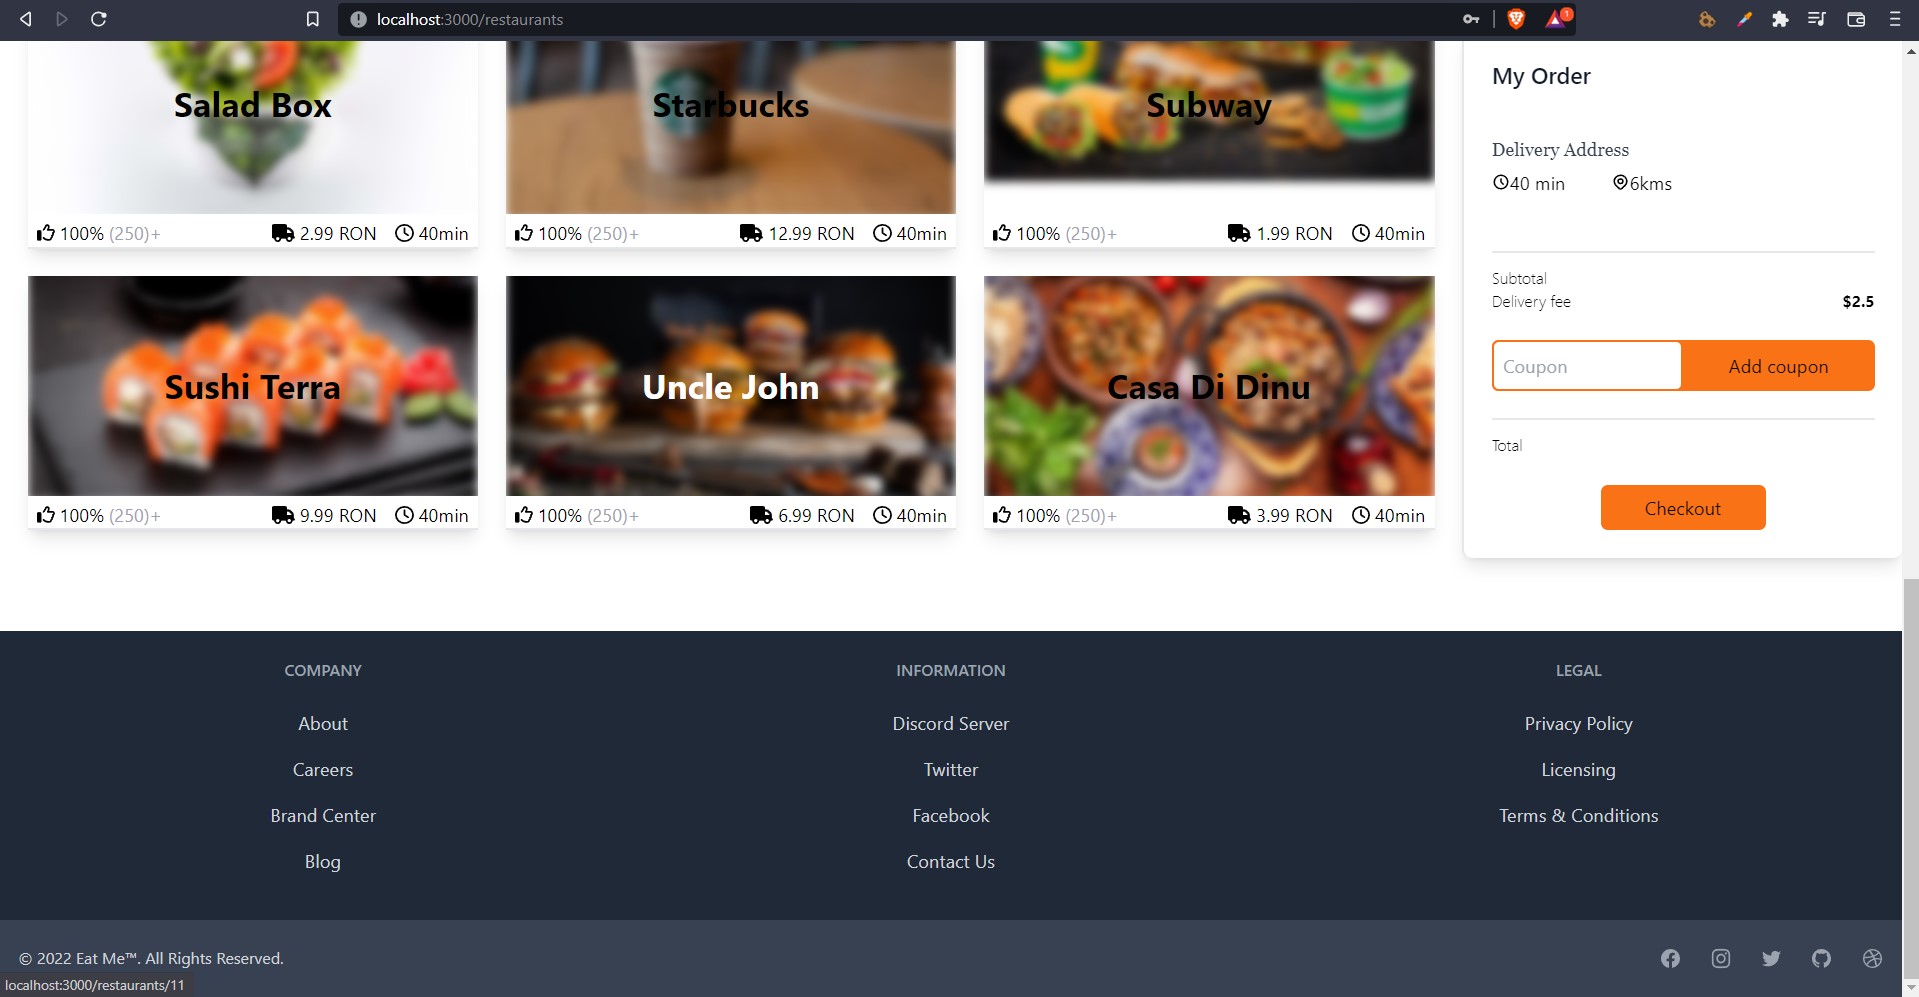 localhost:3000/restaurants
1
Salad Box
100% (250)+
2.99 RON
40min
Starbucks
100% (250)+
12.99 RON
40min
Subway
100% (250)+
1.99 RON
40min
Sushi Terra
100% (250)+
9.99 RON
40min
Uncle John
100% (250)+
6.99 RON
40min
Casa Di Dinu
100% (250)+
3.99 RON
40min
My Order
Delivery Address
40 min
6kms
Subtotal
Delivery fee $2.5
Coupon
Add coupon
Total
Checkout
COMPANY
About
Careers
Brand Center
Blog
INFORMATION
Discord Server
Twitter
Facebook
Contact Us
LEGAL
Privacy Policy
Licensing
Terms & Conditions
© 2022 Eat Me™. All Rights Reserved.
localhost:3000/restaurants/11